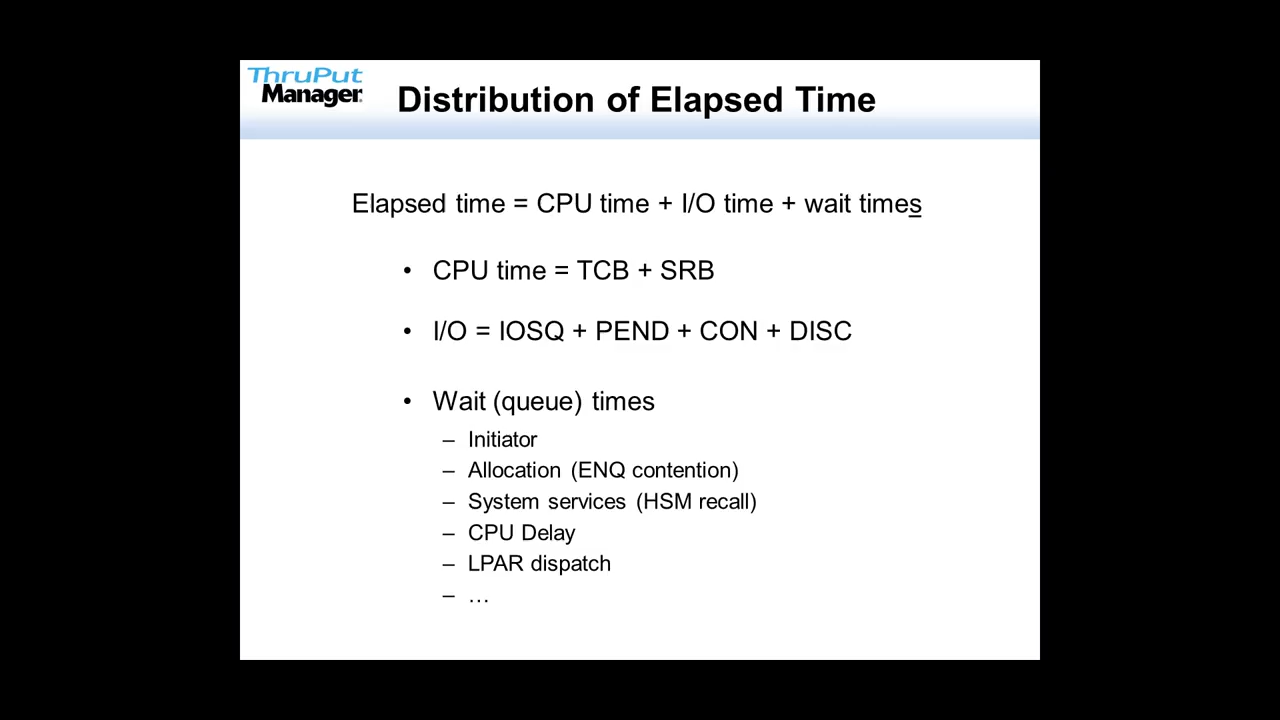 ThruPut
Manager®
Distribution of Elapsed Time
Elapsed time = CPU time + I/O time + wait times
• CPU time = TCB + SRB
• I/O = IOSQ + PEND + CON + DISC
• Wait (queue) times
– Initiator
– Allocation (ENQ contention)
– System services (HSM recall)
– CPU Delay
– LPAR dispatch
– …